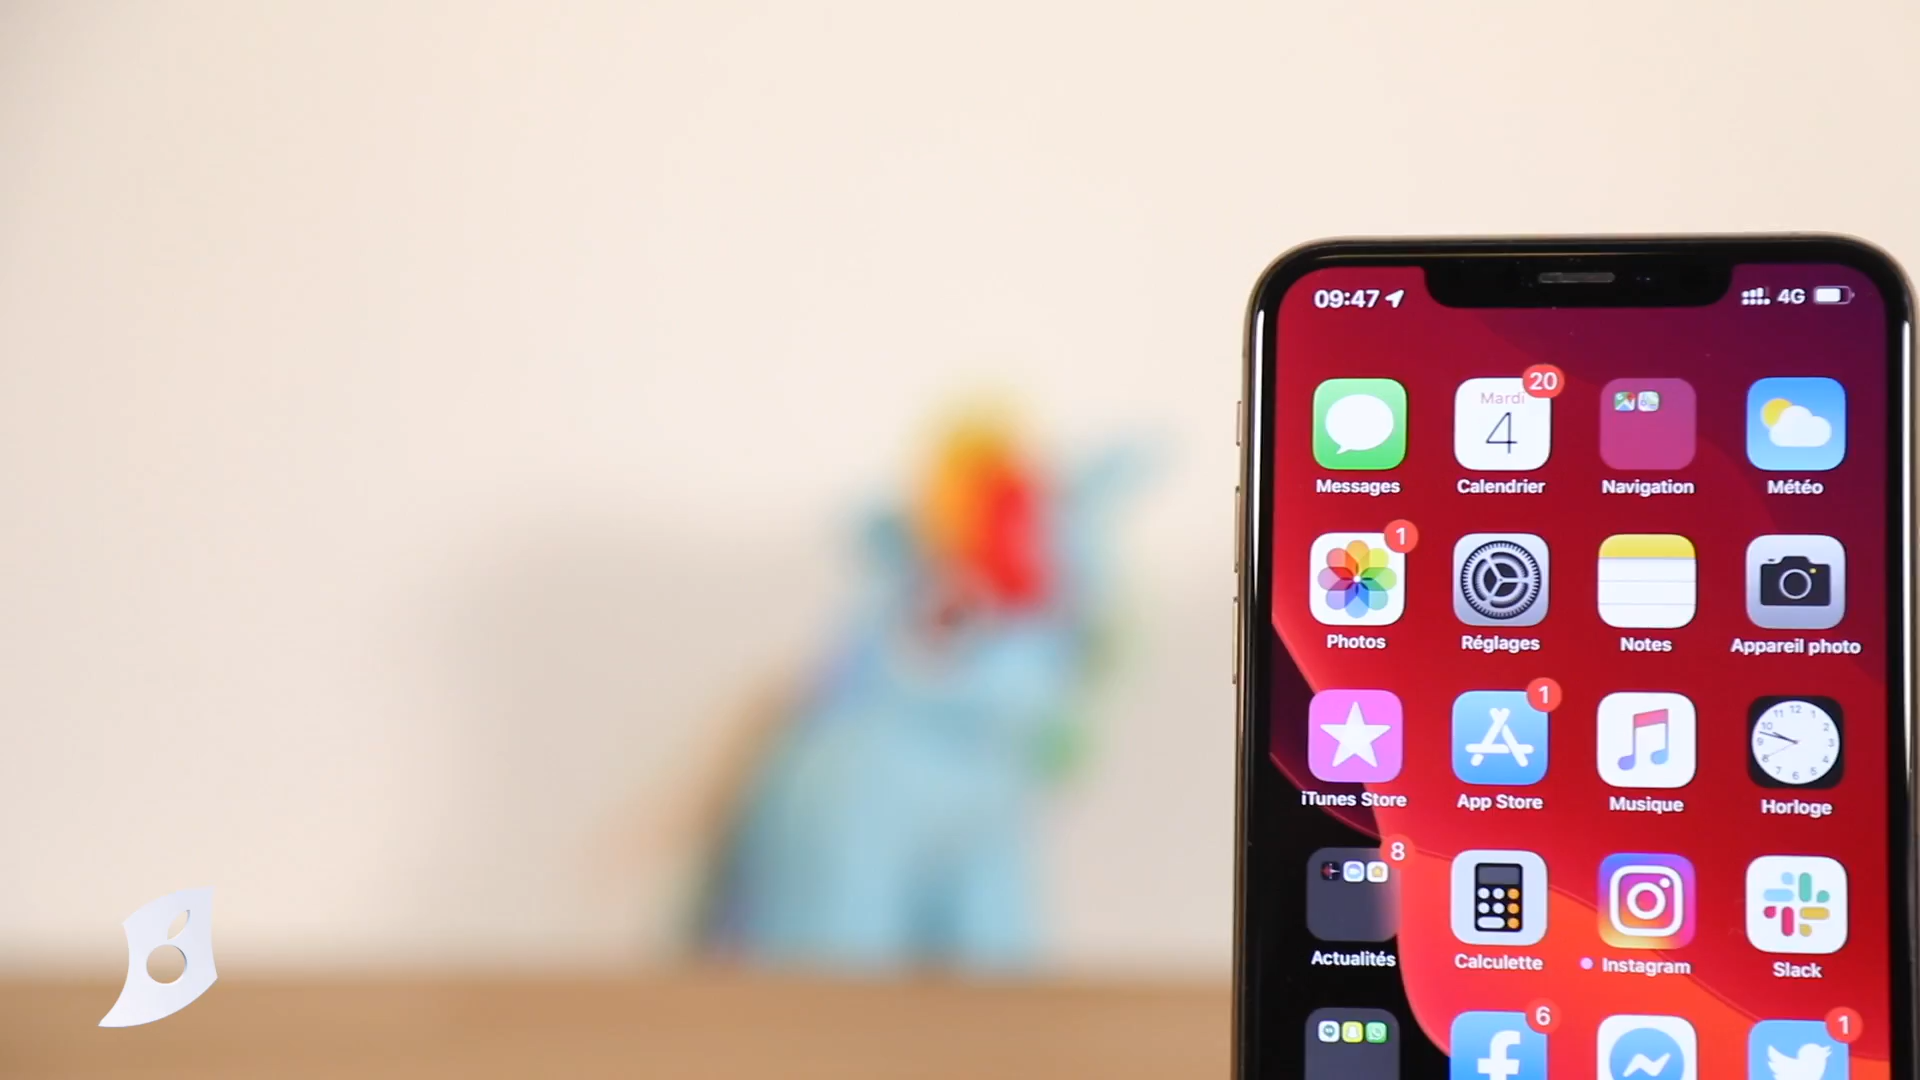 09:47
4G
20
Mardi
4
Messages
Calendrier
Navigation
Météo
1
Photos
Réglages
Notes
Appareil photo
1
iTunes Store
App Store
Musique
Horloge
8
Actualités
Calculette
Instagram
Slack
6
1